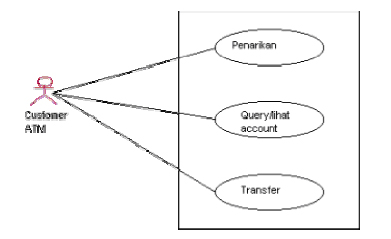 Penarikan
Customer
ATM
Query/lihat
account
Transfer